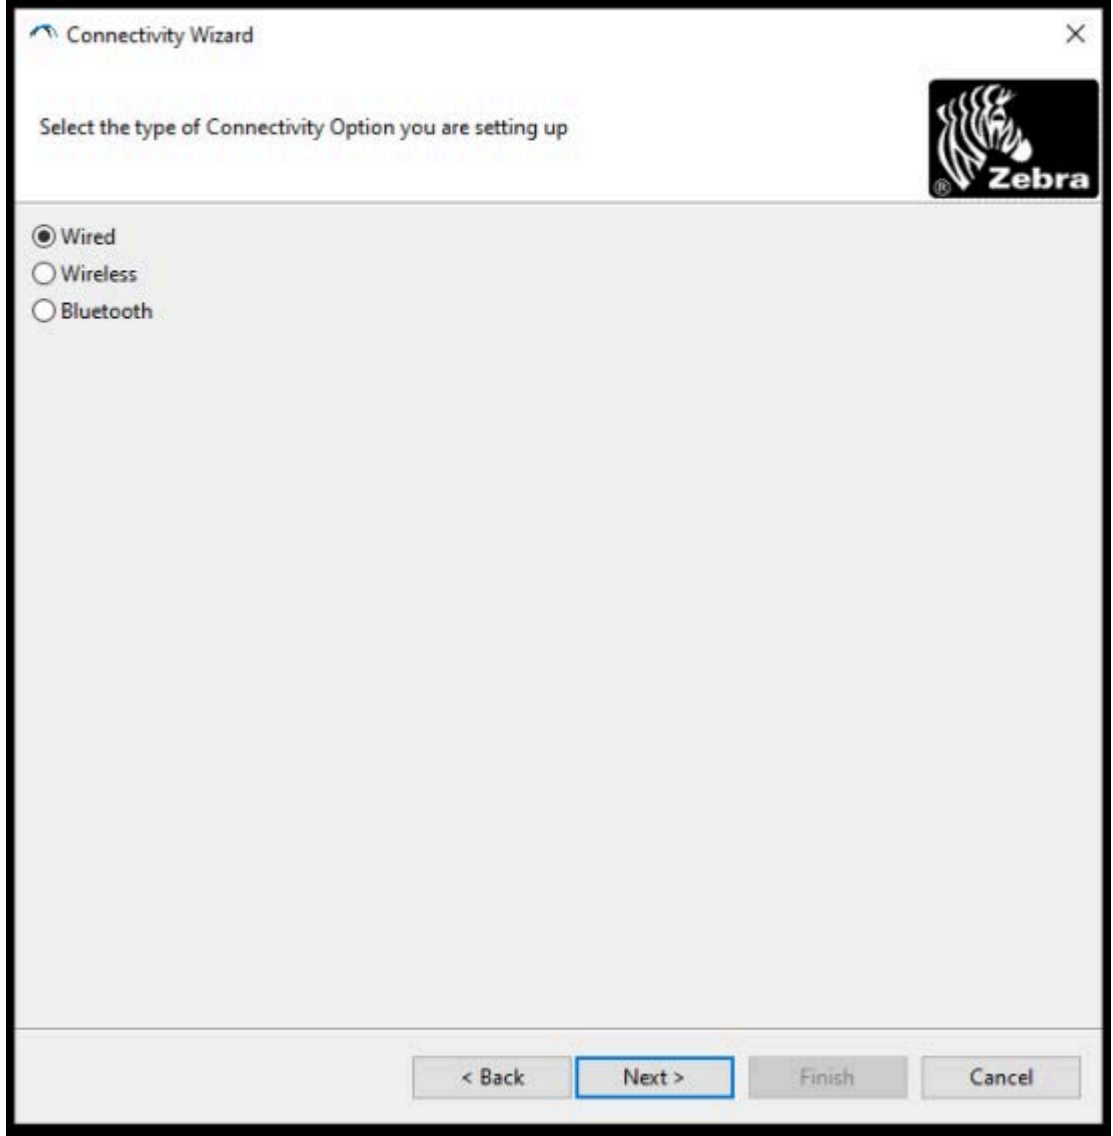 Connectivity Wizard
Select the type of Connectivity Option you are setting up
® Zebra
Wired
Wireless
Bluetooth
< Back Next > Finish Cancel